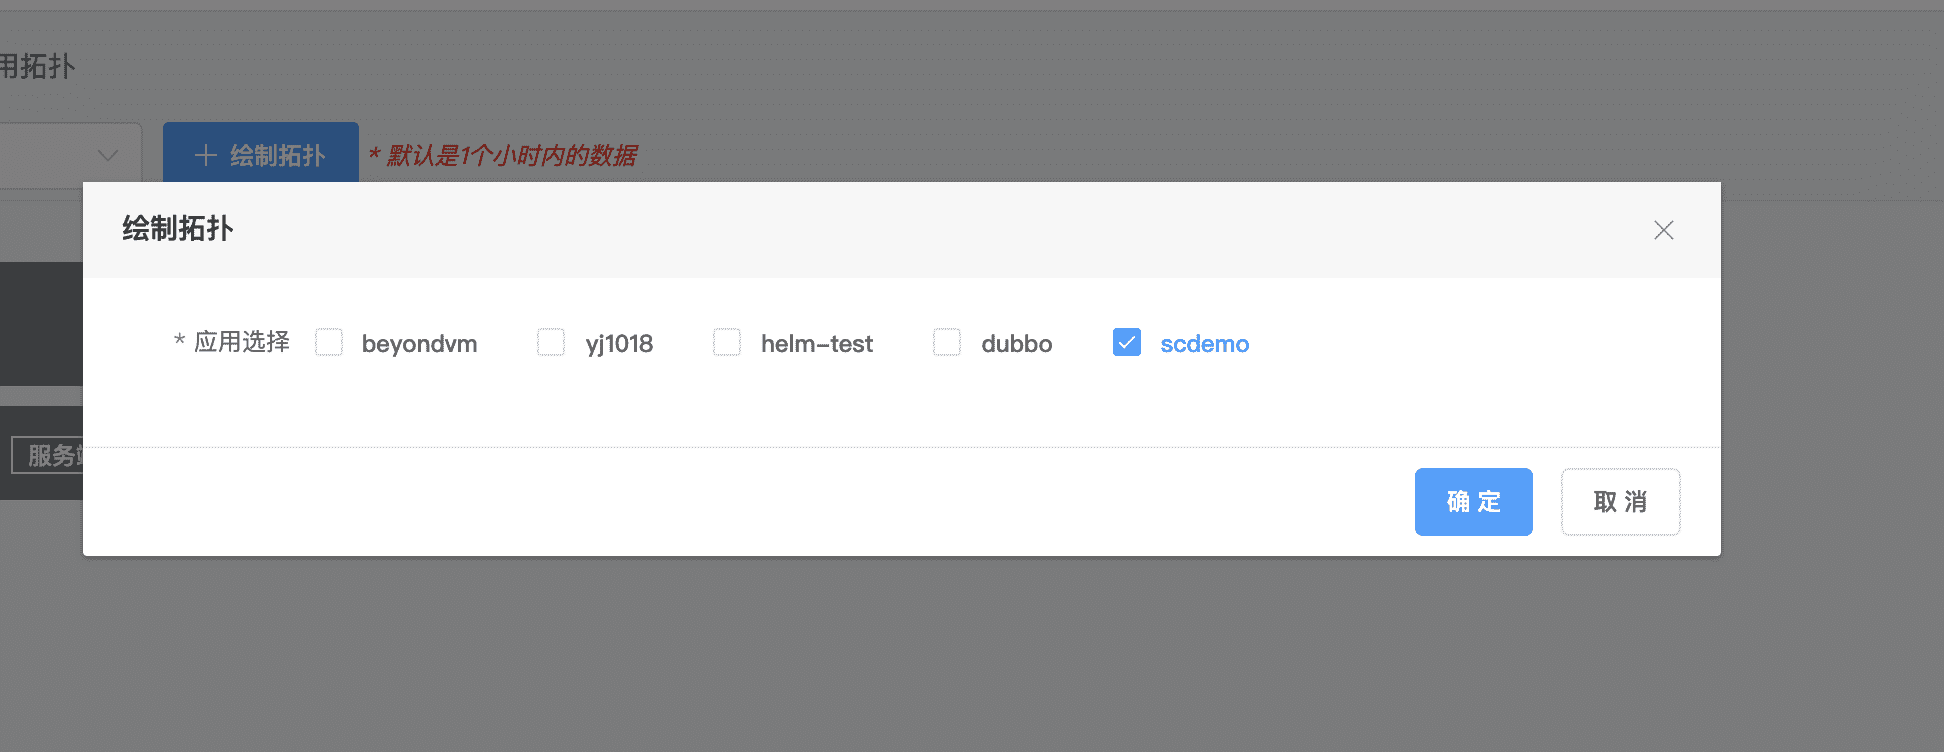 用拓扑
绘制拓扑 * 默认是1个小时内的数据
绘制拓扑
* 应用选择 beyondvm yj1018 helm-test dubbo scdemo
服务
确 定 取 消